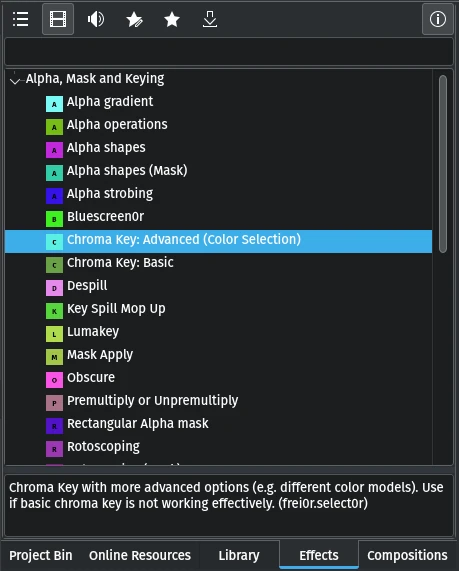 Alpha, Mask and Keying
A Alpha gradient
A Alpha operations
A Alpha shapes
A Alpha shapes (Mask)
A Alpha strobing
B Bluescreen0r
C Chroma Key: Advanced (Color Selection)
C Chroma Key: Basic
D Despill
K Key Spill Mop Up
L Lumakey
M Mask Apply
O Obscure
P Premultiply or Unpremultiply
R Rectangular Alpha mask
R Rotoscoping
Chroma Key with more advanced options (e.g. different color models). Use
if basic chroma key is not working effectively. (frei0r.select0r)
Project Bin Online Resources Library Effects Compositions